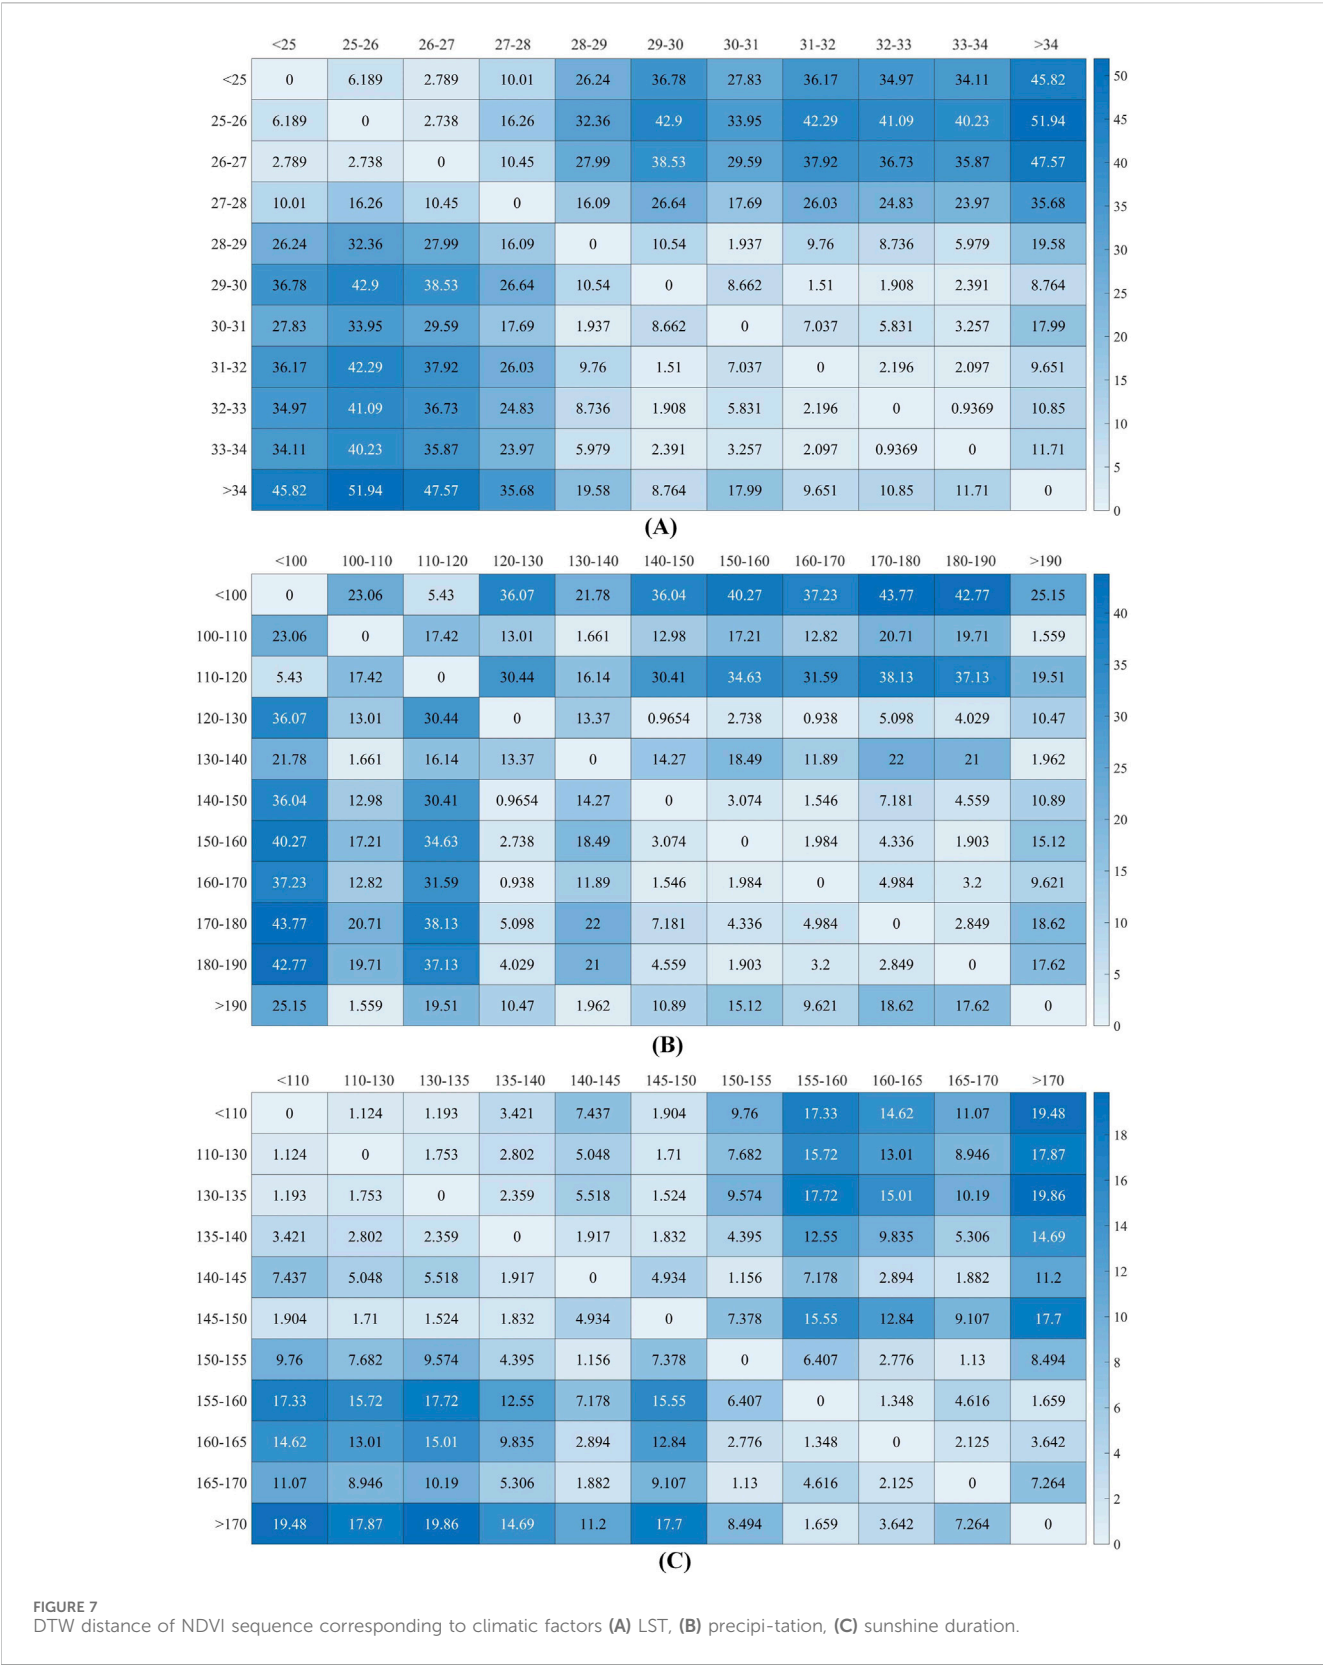 <25 25-26 26-27 27-28 28-29 29-30 30-31 31-32 32-33 33-34 >34
<25 0 6.189 2.789 10.01 26.24 36.78 27.83 36.17 34.97 34.11 45.82
25-26 6.189 0 2.738 16.26 32.36 42.9 33.95 42.29 41.09 40.23 51.94
26-27 2.789 2.738 0 10.45 27.99 38.53 29.59 37.92 36.73 35.87 47.57
27-28 10.01 16.26 10.45 0 16.09 26.64 17.69 26.03 24.83 23.97 35.68
28-29 26.24 32.36 27.99 16.09 0 10.54 1.937 9.76 8.736 5.979 19.58
29-30 36.78 42.9 38.53 26.64 10.54 0 8.662 1.51 1.908 2.391 8.764
30-31 27.83 33.95 29.59 17.69 1.937 8.662 0 7.037 5.831 3.257 17.99
31-32 36.17 42.29 37.92 26.03 9.76 1.51 7.037 0 2.196 2.097 9.651
32-33 34.97 41.09 36.73 24.83 8.736 1.908 5.831 2.196 0 0.9369 10.85
33-34 34.11 40.23 35.87 23.97 5.979 2.391 3.257 2.097 0.9369 0 11.71
>34 45.82 51.94 47.57 35.68 19.58 8.764 17.99 9.651 10.85 11.71 0
50
45
40
35
30
25
20
15
10
5
0
(A)
<100 100-110 110-120 120-130 130-140 140-150 150-160 160-170 170-180 180-190 >190
<100 0 23.06 5.43 36.07 21.78 36.04 40.27 37.23 43.77 42.77 25.15
100-110 23.06 0 17.42 13.01 1.661 12.98 17.21 12.82 20.71 19.71 1.559
110-120 5.43 17.42 0 30.44 16.14 30.41 34.63 31.59 38.13 37.13 19.51
120-130 36.07 13.01 30.44 0 13.37 0.9654 2.738 0.938 5.098 4.029 10.47
130-140 21.78 1.661 16.14 13.37 0 14.27 18.49 11.89 22 21 1.962
140-150 36.04 12.98 30.41 0.9654 14.27 0 3.074 1.546 7.181 4.559 10.89
150-160 40.27 17.21 34.63 2.738 18.49 3.074 0 1.984 4.336 1.903 15.12
160-170 37.23 12.82 31.59 0.938 11.89 1.546 1.984 0 4.984 3.2 9.621
170-180 43.77 20.71 38.13 5.098 22 7.181 4.336 4.984 0 2.849 18.62
180-190 42.77 19.71 37.13 4.029 21 4.559 1.903 3.2 2.849 0 17.62
>190 25.15 1.559 19.51 10.47 1.962 10.89 15.12 9.621 18.62 17.62 0
40
35
30
25
20
15
10
5
0
(B)
<110 110-130 130-135 135-140 140-145 145-150 150-155 155-160 160-165 165-170 >170
<110 0 1.124 1.193 3.421 7.437 1.904 9.76 17.33 14.62 11.07 19.48
110-130 1.124 0 1.753 2.802 5.048 1.71 7.682 15.72 13.01 8.946 17.87
130-135 1.193 1.753 0 2.359 5.518 1.524 9.574 17.72 15.01 10.19 19.86
135-140 3.421 2.802 2.359 0 1.917 1.832 4.395 12.55 9.835 5.306 14.69
140-145 7.437 5.048 5.518 1.917 0 4.934 1.156 7.178 2.894 1.882 11.2
145-150 1.904 1.71 1.524 1.832 4.934 0 7.378 15.55 12.84 9.107 17.7
150-155 9.76 7.682 9.574 4.395 1.156 7.378 0 6.407 2.776 1.13 8.494
155-160 17.33 15.72 17.72 12.55 7.178 15.55 6.407 0 1.348 4.616 1.659
160-165 14.62 13.01 15.01 9.835 2.894 12.84 2.776 1.348 0 2.125 3.642
165-170 11.07 8.946 10.19 5.306 1.882 9.107 1.13 4.616 2.125 0 7.264
>170 19.48 17.87 19.86 14.69 11.2 17.7 8.494 1.659 3.642 7.264 0
18
16
14
12
10
8
6
4
2
0
(C)
FIGURE 7
DTW distance of NDVI sequence corresponding to climatic factors (A) LST, (B) precipi-tation, (C) sunshine duration.